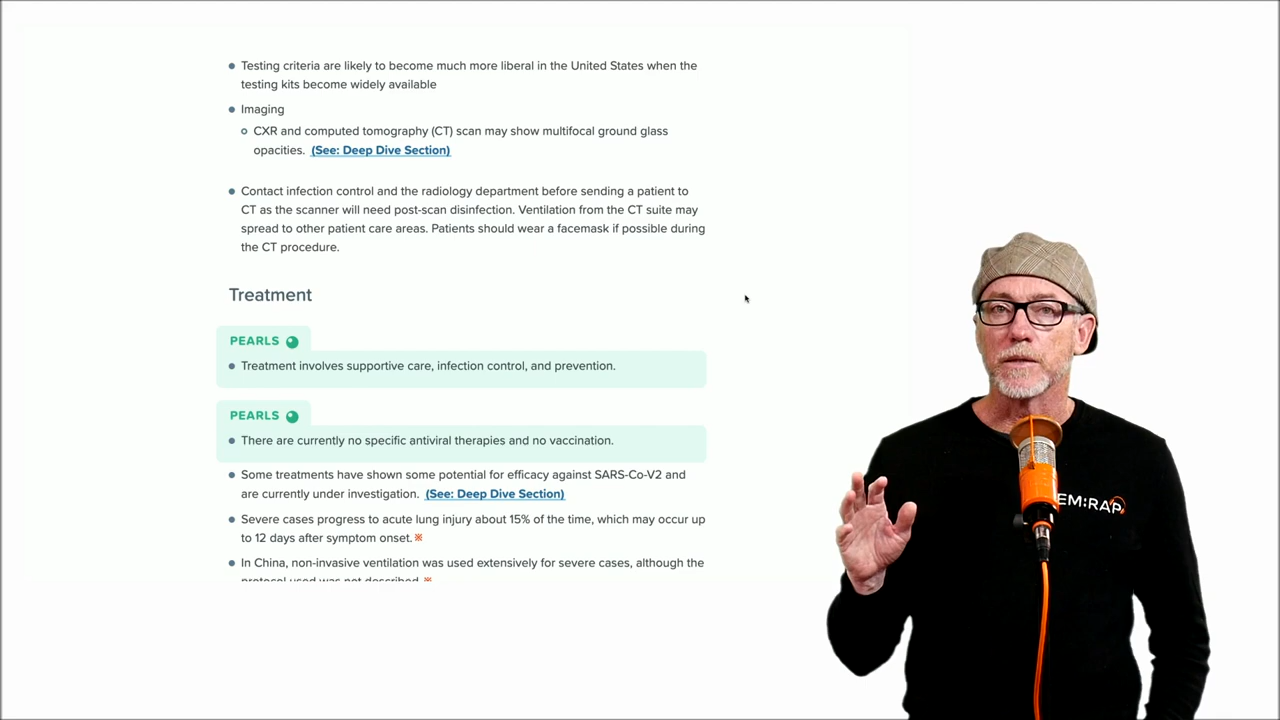 Testing criteria are likely to become much more liberal in the United States when the
testing kits become widely available
Imaging
CXR and computed tomography (CT) scan may show multifocal ground glass
opacities. (See: Deep Dive Section)
Contact infection control and the radiology department before sending a patient to
CT as the scanner will need post-scan disinfection. Ventilation from the CT suite may
spread to other patient care areas. Patients should wear a facemask if possible during
the CT procedure.
Treatment
PEARLS
Treatment involves supportive care, infection control, and prevention.
PEARLS
There are currently no specific antiviral therapies and no vaccination.
Some treatments have shown some potential for efficacy against SARS-Co-V2 and
are currently under investigation. (See: Deep Dive Section)
Severe cases progress to acute lung injury about 15% of the time, which may occur up
to 12 days after symptom onset.※
In China, non-invasive ventilation was used extensively for severe cases, although the
protocol used was not described. ※
EM:RAP